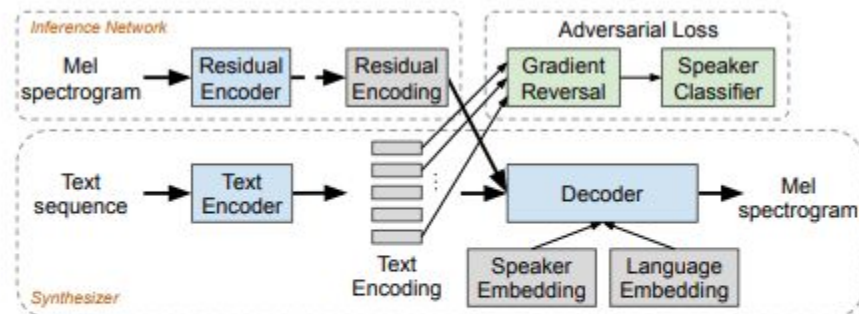 Inference Network
Adversarial Loss
Mel
spectrogram
Residual
Encoder
Residual
Encoding
Gradient
Reversal
Speaker
Classifier
Text
sequence
Text
Encoder
Decoder
Mel
spectrogram
Text
Encoding
Speaker
Embedding
Language
Embedding
Synthesizer